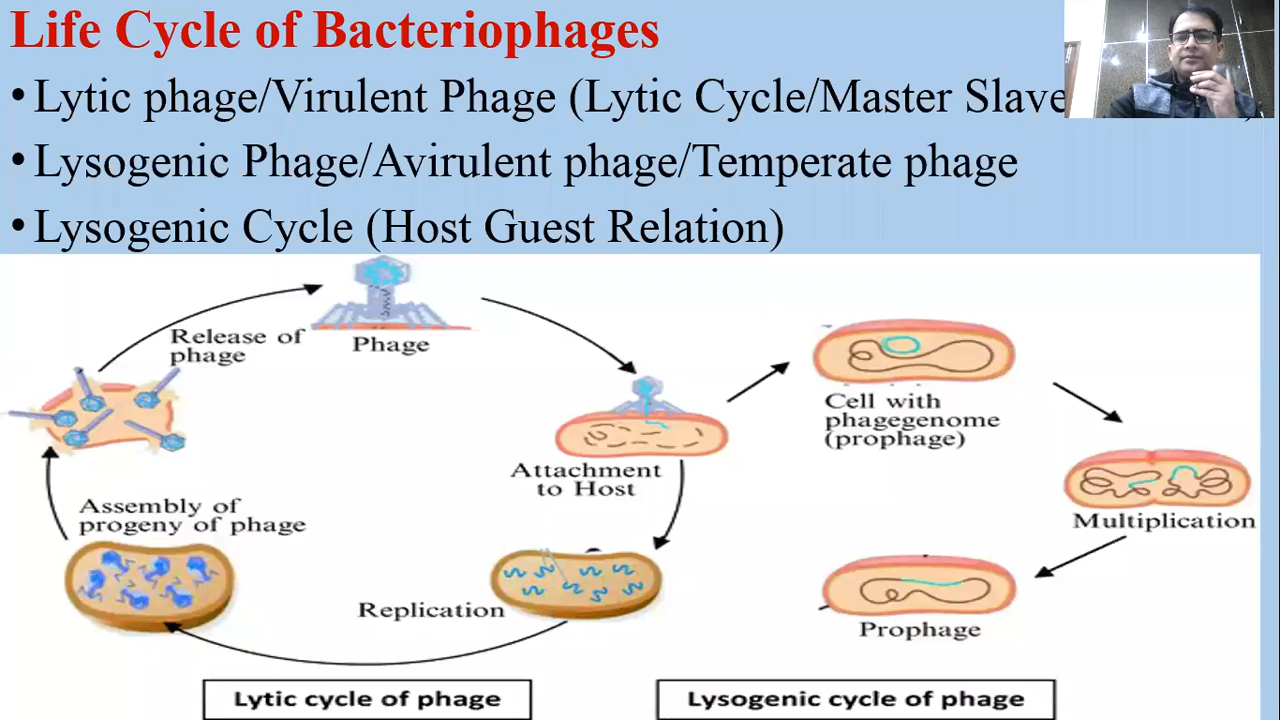 Life Cycle of Bacteriophages
• Lytic phage/Virulent Phage (Lytic Cycle/Master Slave
• Lysogenic Phage/Avirulent phage/Temperate phage
• Lysogenic Cycle (Host Guest Relation)
Release of
phage
Phage
Attachment
to Host
Cell with
phagegenome
(prophage)
Multiplication
Prophage
Replication
Assembly of
progeny of phage
Lytic cycle of phage
Lysogenic cycle of phage